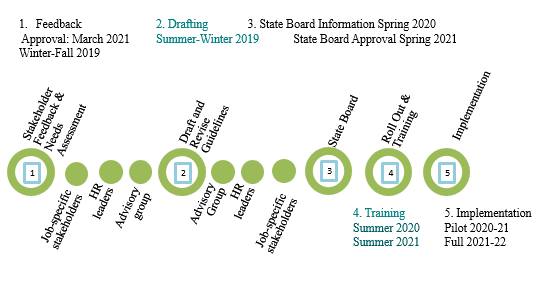 1.   Feedback
Approval: March 2021
Winter-Fall 2019
2. Drafting
Summer-Winter 2019
3. State Board Information Spring 2020
State Board Approval Spring 2021
Stakeholder
Feedback &
Needs
Assessment
Draft and
Revise
Guidelines
State Board
Roll Out &
Training
Implementation
1
2
3
4
5
Job-specific
stakeholders
HR
leaders
Advisory
group
Advisory
Group
HR
leaders
Job-specific
stakeholders
4. Training
Summer 2020
Summer 2021
5. Implementation
Pilot 2020-21
Full 2021-22